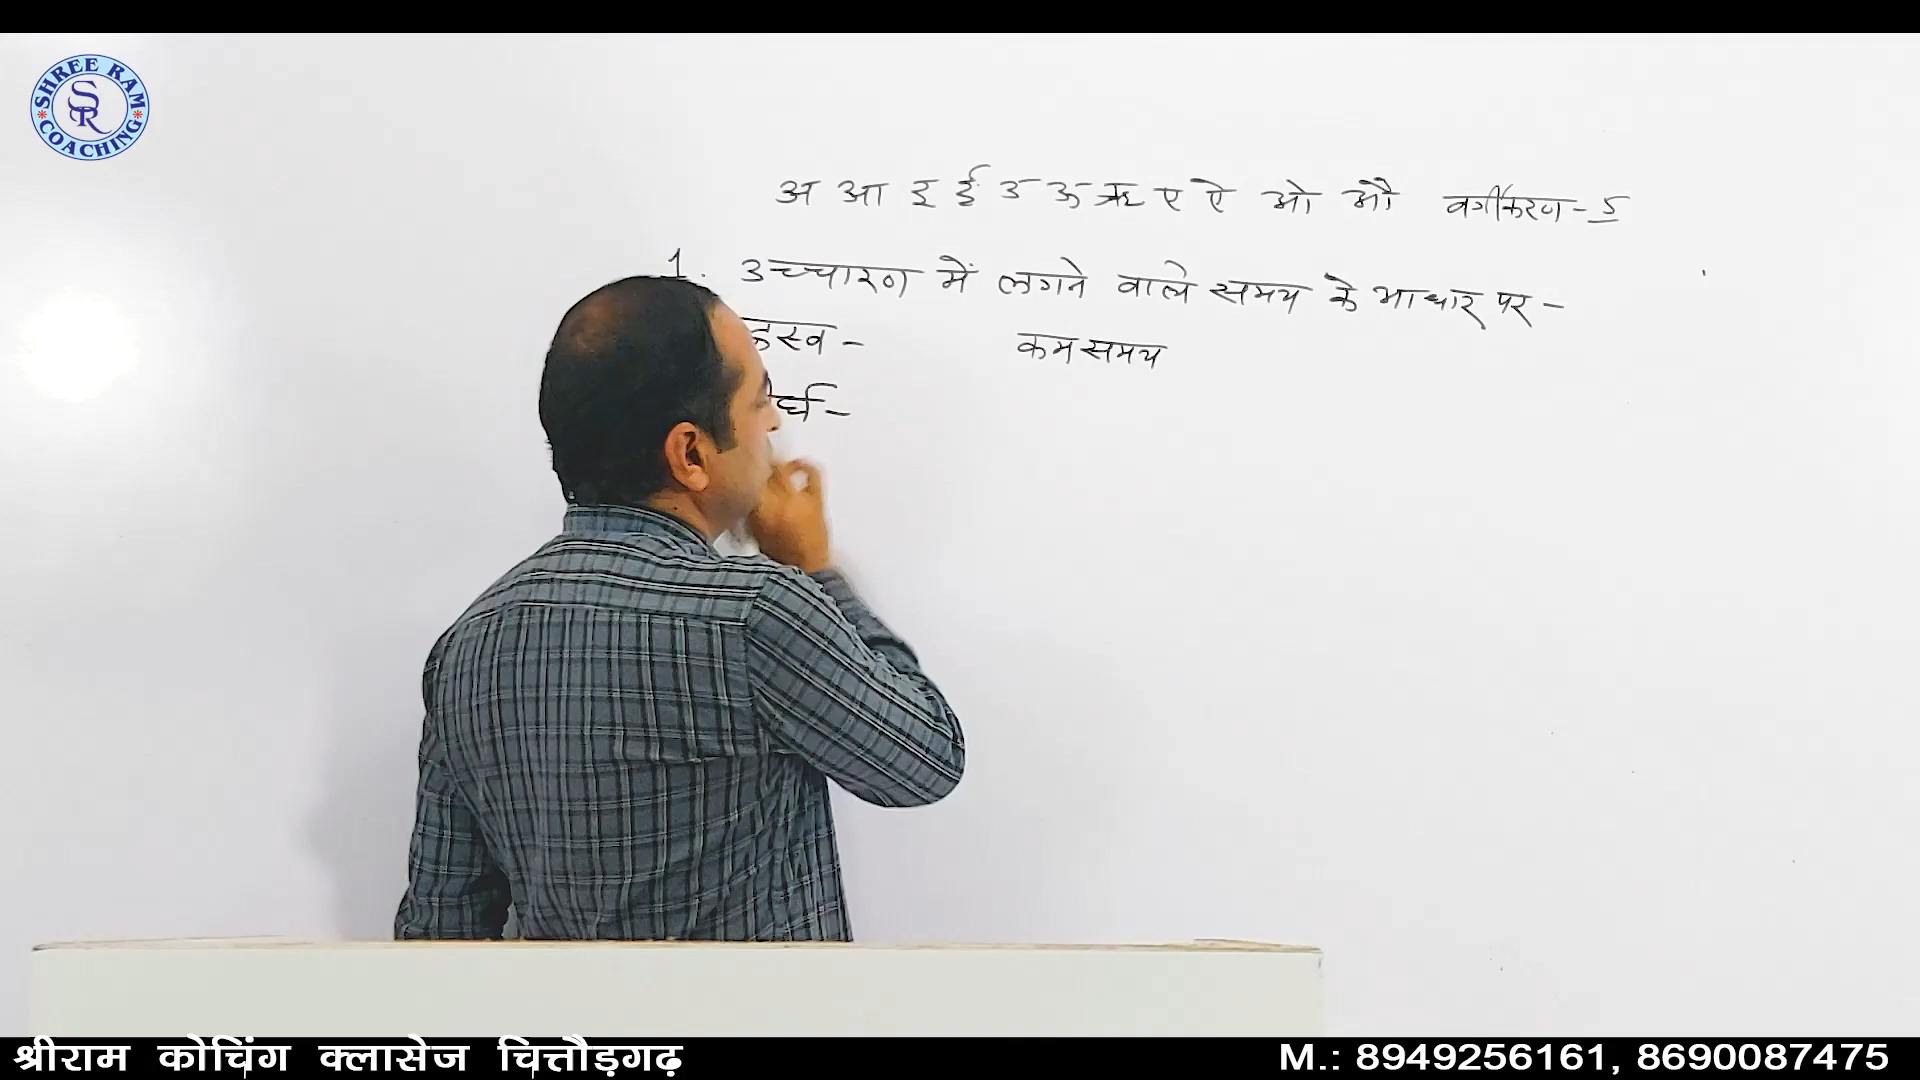 SHREE RAM COACHING
SR
अ आ इ ई उ ऊ ऋ ए ऐ ओ औ वर्गीकरण - 5
1. उच्चारण में लगने वाले समय के आधार पर -
ह्रस्व - कम समय
र्घ -
श्रीराम कोचिंग क्लासेज चित्तौड़गढ़
M.: 8949256161, 8690087475